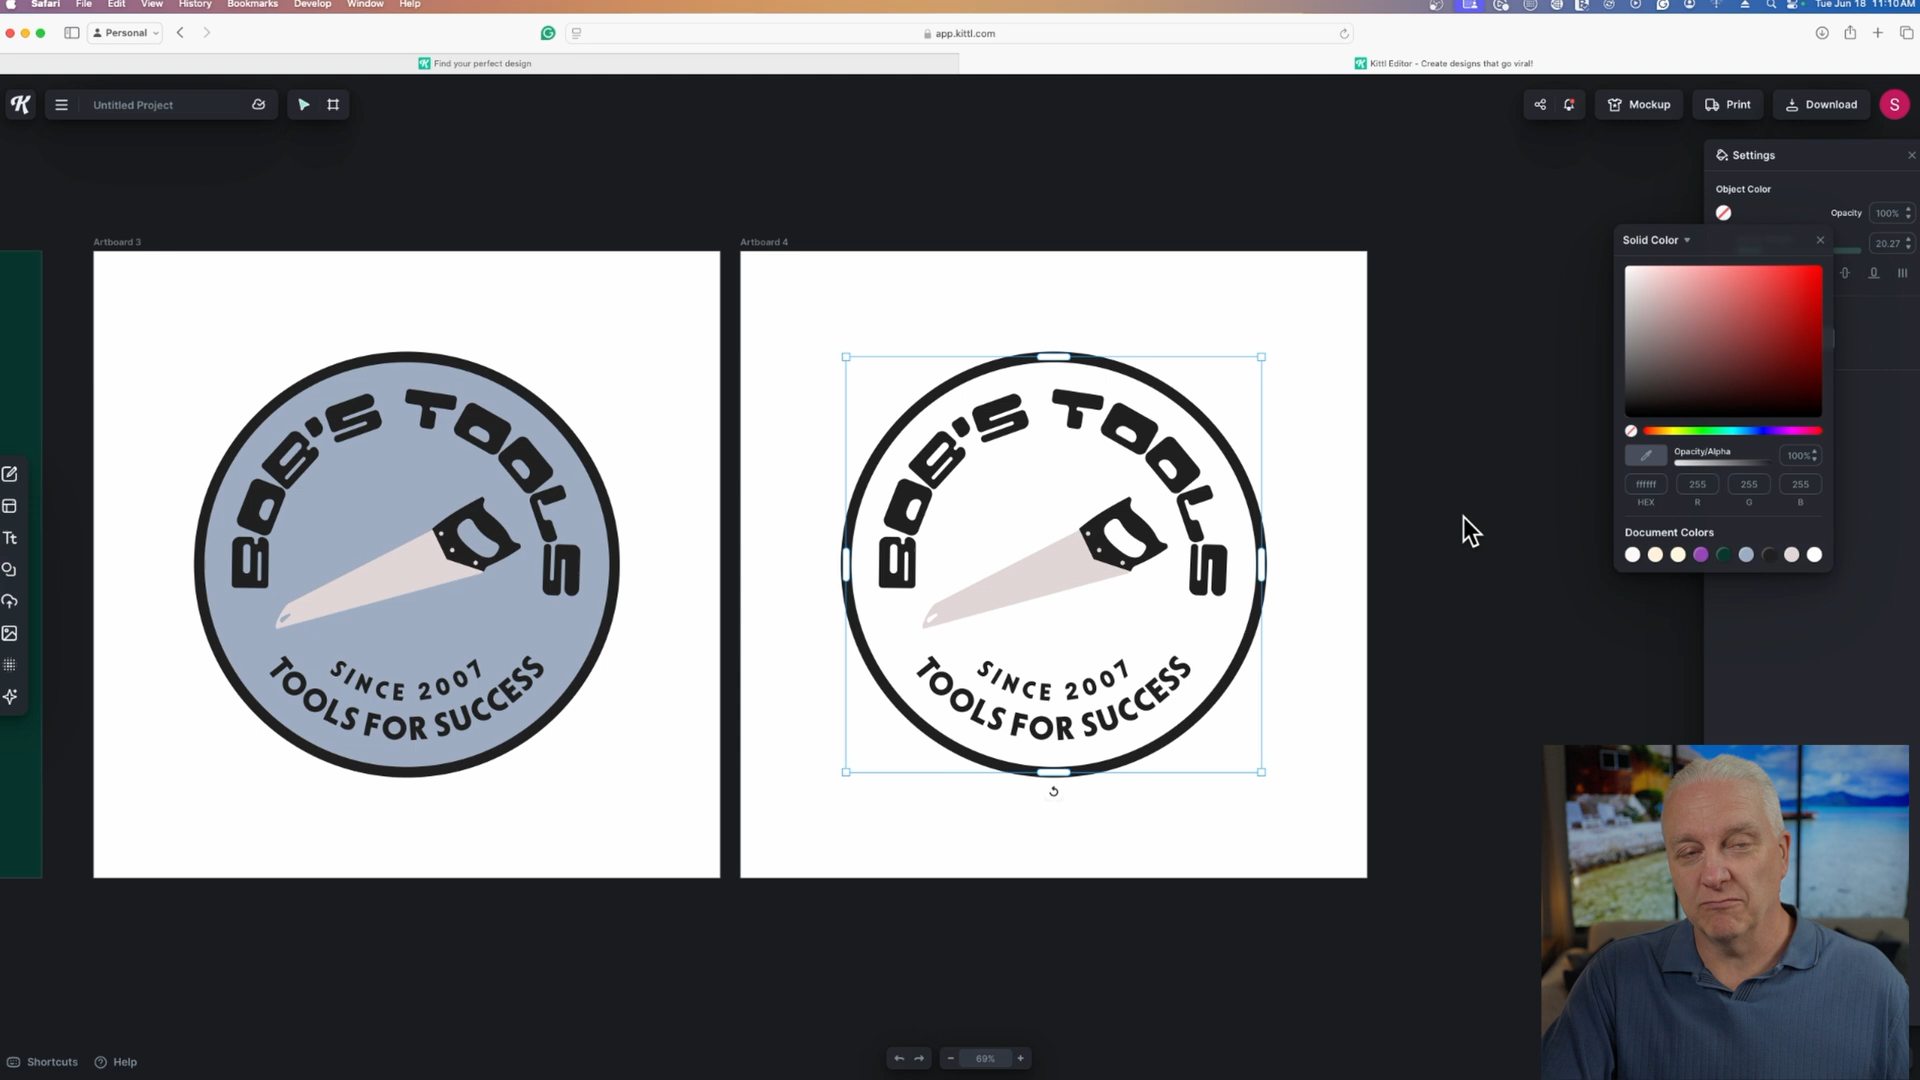 Safari File Edit View History Bookmarks Develop Window Help Tue Jun 18 11:10 AM
Personal app.kittl.com
Find your perfect design Kittl Editor - Create designs that go viral!
Untitled Project Mockup Print Download S
Settings
Object Color
Opacity 100%
20.27
Solid Color
Opacity/Alpha 100%
ffffff 255 255 255
HEX R G B
Document Colors
Artboard 3
BOB'S TOOLS
SINCE 2007
TOOLS FOR SUCCESS
Artboard 4
BOB'S TOOLS
SINCE 2007
TOOLS FOR SUCCESS
Tt
Shortcuts Help
69%